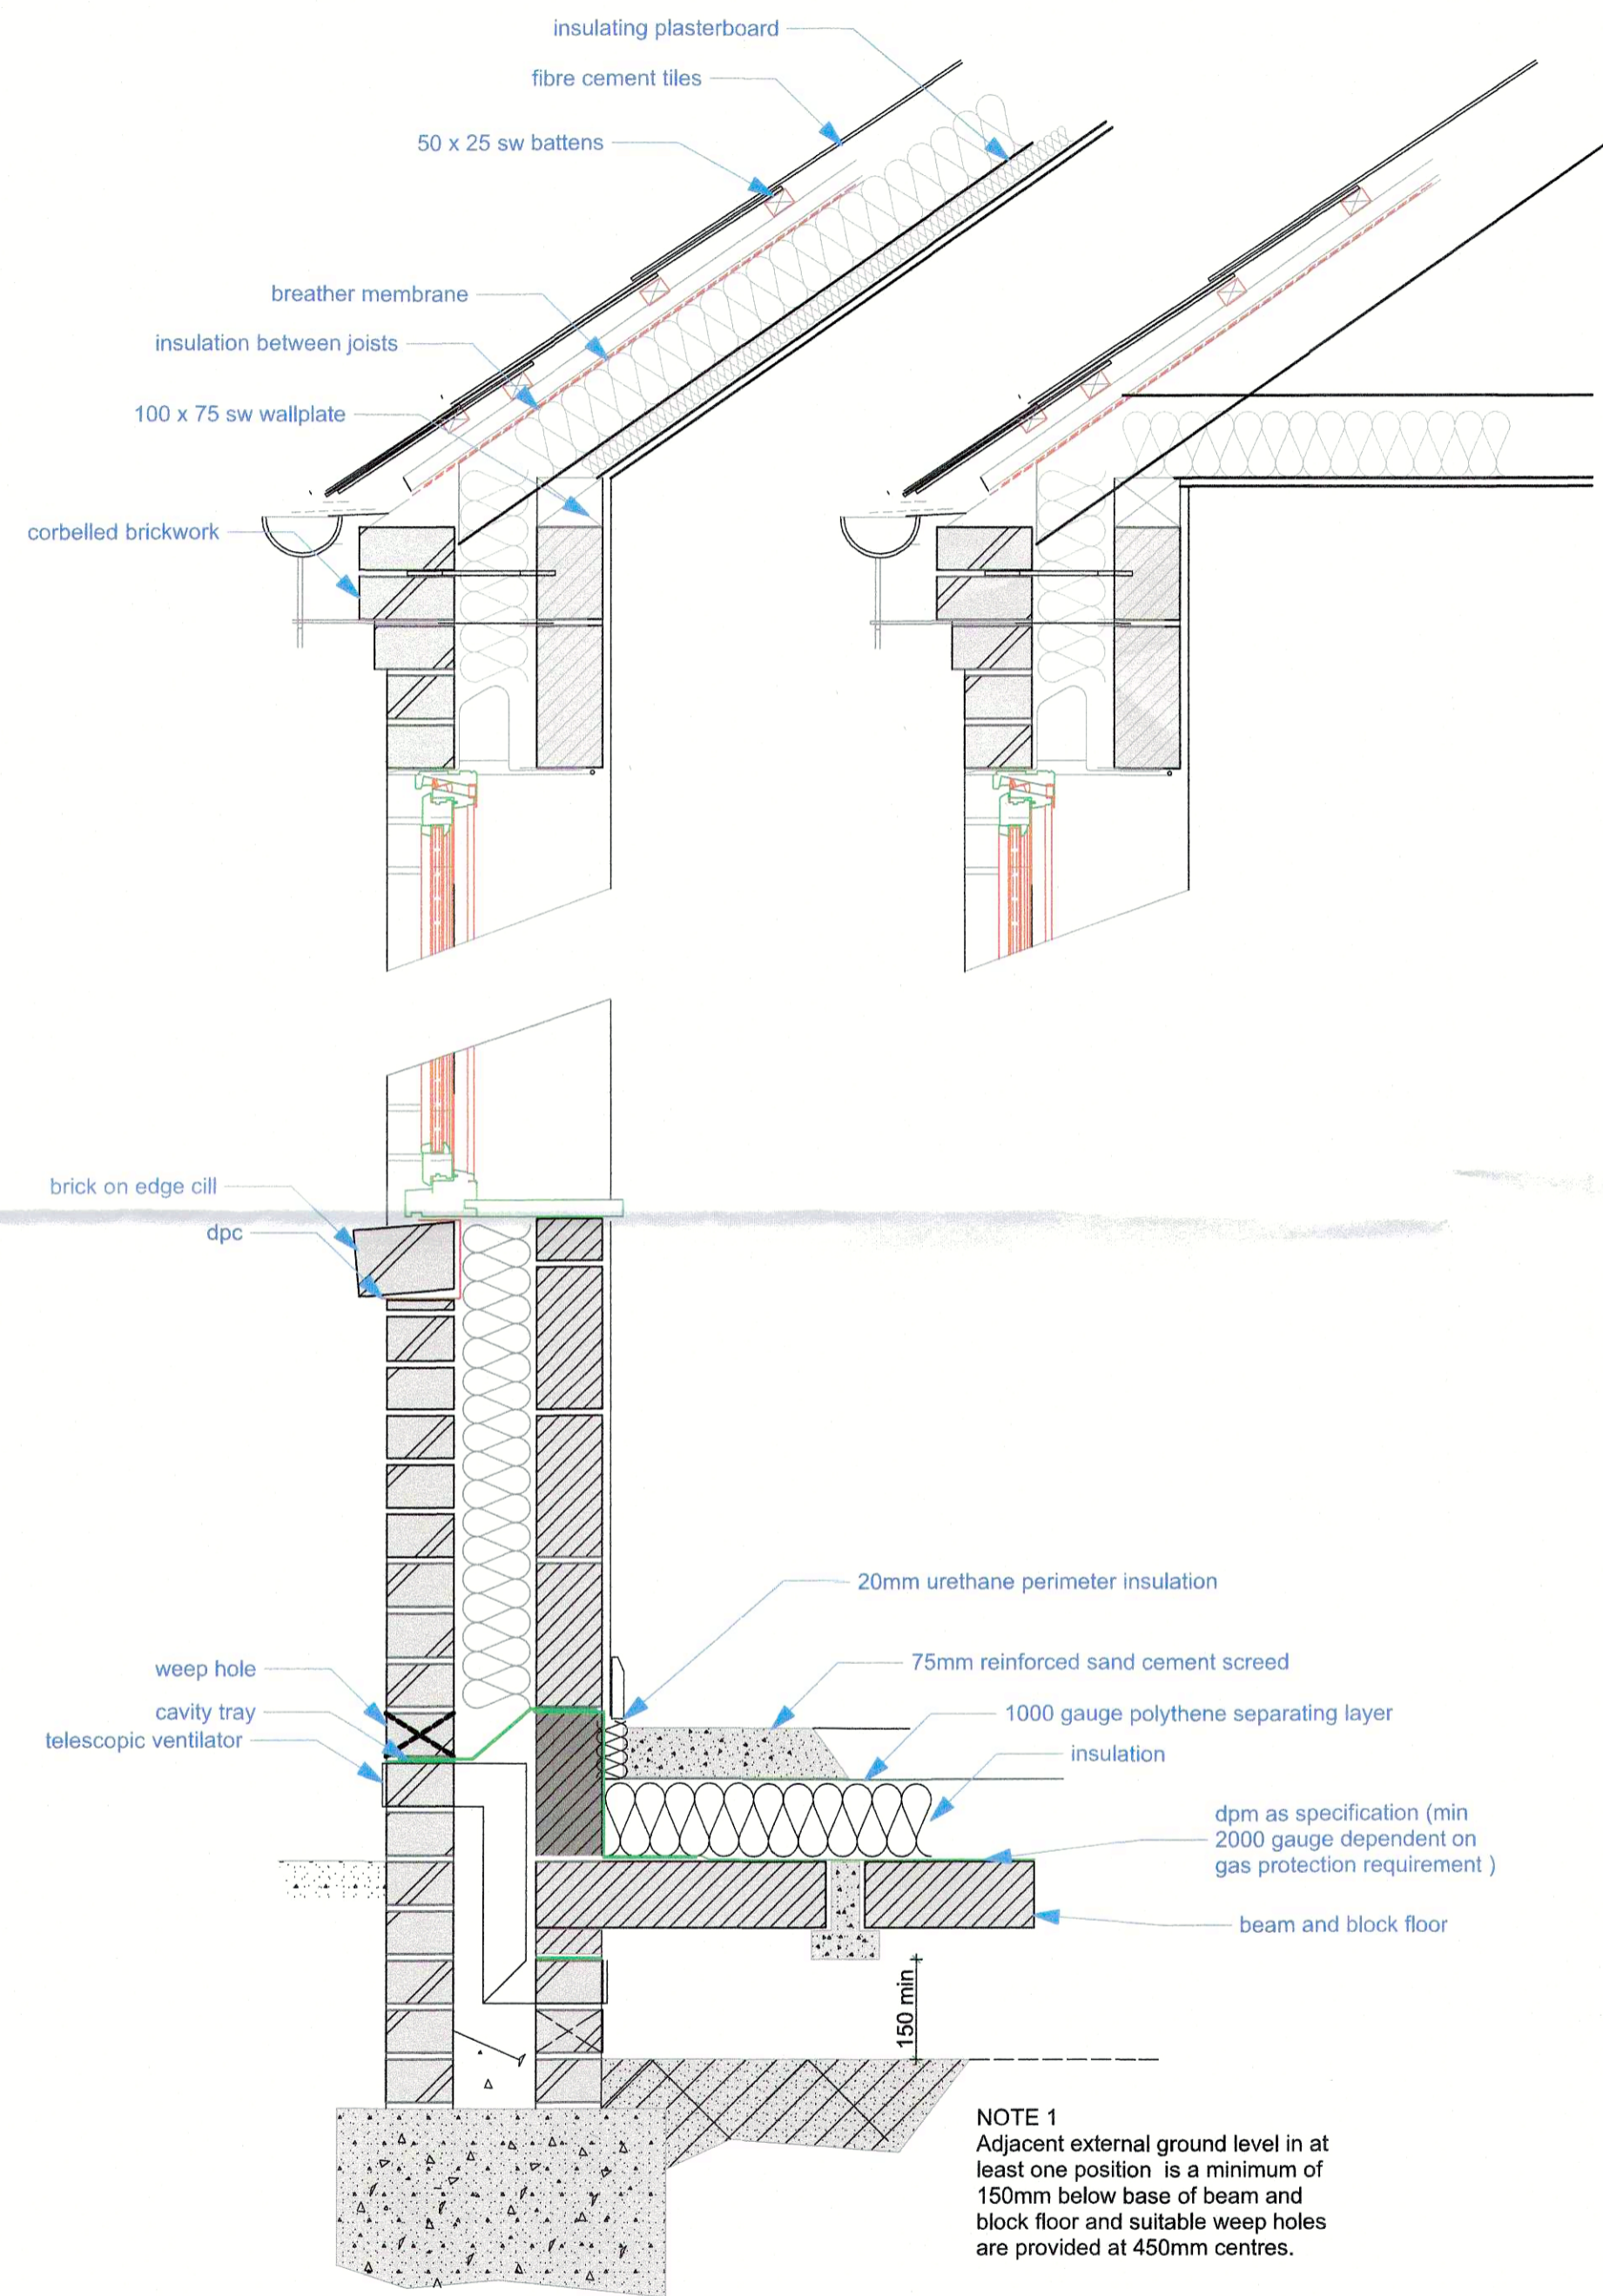 insulating plasterboard
fibre cement tiles
50 x 25 sw battens
breather membrane
insulation between joists
100 x 75 sw wallplate
corbelled brickwork
brick on edge cill
dpc
20mm urethane perimeter insulation
weep hole
75mm reinforced sand cement screed
cavity tray
1000 gauge polythene separating layer
telescopic ventilator
insulation
dpm as specification (min
2000 gauge dependent on
gas protection requirement )
beam and block floor
150 min
NOTE 1
Adjacent external ground level in at
least one position is a minimum of
150mm below base of beam and
block floor and suitable weep holes
are provided at 450mm centres.